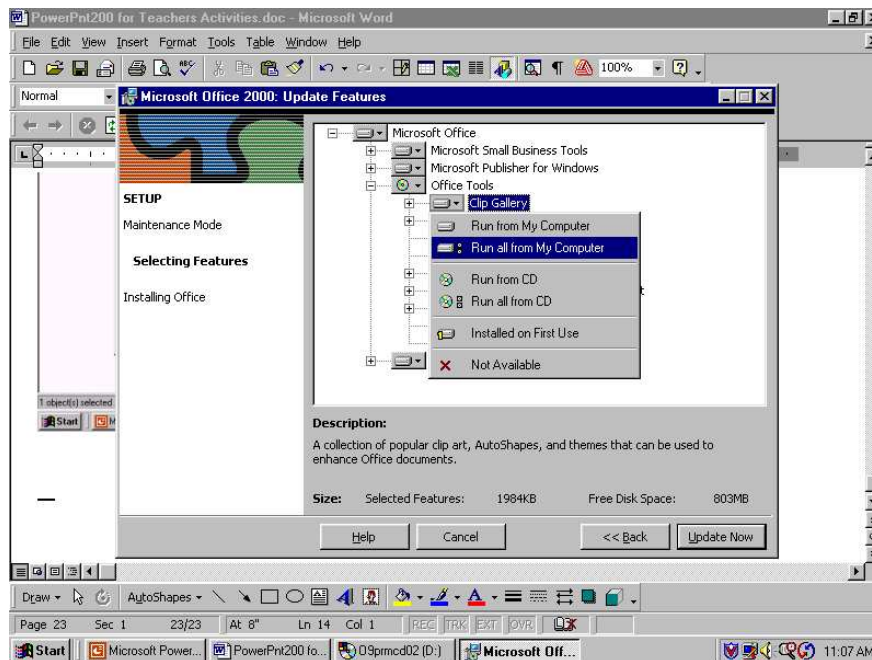 PowerPnt200 for Teachers Activities.doc - Microsoft Word
File Edit View Insert Format Tools Table Window Help
100%
Normal
Microsoft Office 2000: Update Features
SETUP
Maintenance Mode
Selecting Features
Installing Office
Microsoft Office
Microsoft Small Business Tools
Microsoft Publisher for Windows
Office Tools
Clip Gallery
Run from My Computer
Run all from My Computer
Run from CD
Run all from CD
Installed on First Use
Not Available
Description:
A collection of popular clip art, AutoShapes, and themes that can be used to
enhance Office documents.
Size: Selected Features: 1984KB Free Disk Space: 803MB
Help Cancel << Back Update Now
1 object(s) selected
Start
Draw AutoShapes
Page 23 Sec 1 23/23 At 8" Ln 14 Col 1 REC TRK EXT OVR
Start Microsoft Power... PowerPnt200 fo... 09prmcd02 (D:) Microsoft Off... 11:07 AM